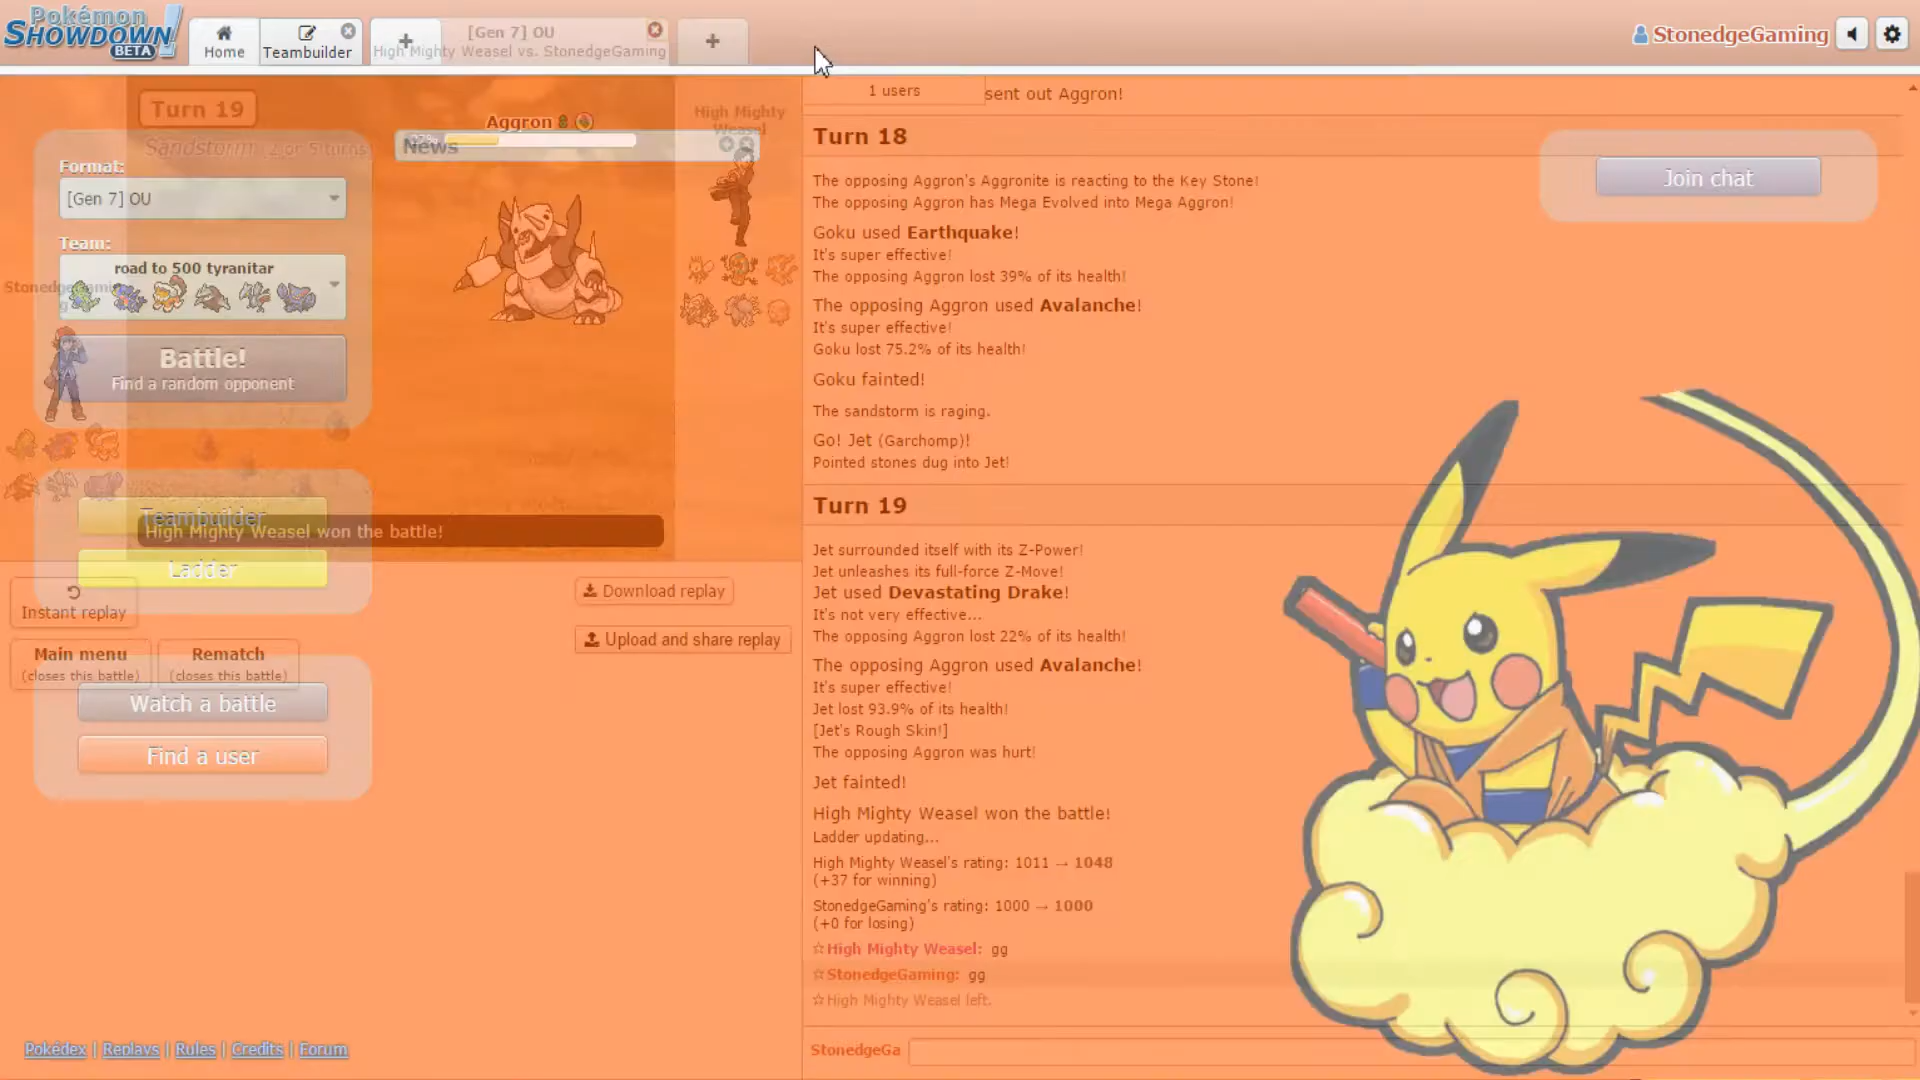 Pokémon
SHOWDOWN!
BETA
Home
Teambuilder
[Gen 7] OU
High Mighty Weasel vs. StonedgeGaming
StonedgeGaming
Turn 19
Sandstorm (2 or 5 turns)
Aggron
27%
High Mighty
Weasel
News
Format:
[Gen 7] OU
Team:
road to 500 tyranitar
Battle!
Find a random opponent
Teambuilder
High Mighty Weasel won the battle!
Ladder
Instant replay
Download replay
Upload and share replay
Main menu
(closes this battle)
Rematch
(closes this battle)
Watch a battle
Find a user
Pokédex | Replays | Rules | Credits | Forum
1 users
sent out Aggron!
Join chat
Turn 18
The opposing Aggron's Aggronite is reacting to the Key Stone!
The opposing Aggron has Mega Evolved into Mega Aggron!
Goku used Earthquake!
It's super effective!
The opposing Aggron lost 39% of its health!
The opposing Aggron used Avalanche!
It's super effective!
Goku lost 75.2% of its health!
Goku fainted!
The sandstorm is raging.
Go! Jet (Garchomp)!
Pointed stones dug into Jet!
Turn 19
Jet surrounded itself with its Z-Power!
Jet unleashes its full-force Z-Move!
Jet used Devastating Drake!
It's not very effective...
The opposing Aggron lost 22% of its health!
The opposing Aggron used Avalanche!
It's super effective!
Jet lost 93.9% of its health!
[Jet's Rough Skin!]
The opposing Aggron was hurt!
Jet fainted!
High Mighty Weasel won the battle!
Ladder updating...
High Mighty Weasel's rating: 1011 → 1048
(+37 for winning)
StonedgeGaming's rating: 1000 → 1000
(+0 for losing)
☆High Mighty Weasel: gg
☆StonedgeGaming: gg
☆High Mighty Weasel left.
StonedgeGa